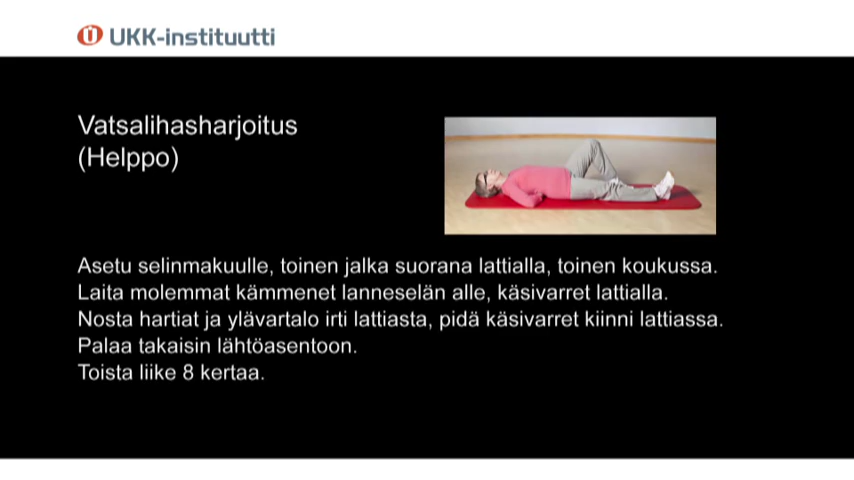 UKK-instituutti
Vatsalihasharjoitus
(Helppo)
Asetu selinmakuulle, toinen jalka suorana lattialla, toinen koukussa.
Laita molemmat kämmenet lanneselän alle, käsivarret lattialla.
Nosta hartiat ja ylävartalo irti lattiasta, pidä käsivarret kiinni lattiassa.
Palaa takaisin lähtöasentoon.
Toista liike 8 kertaa.